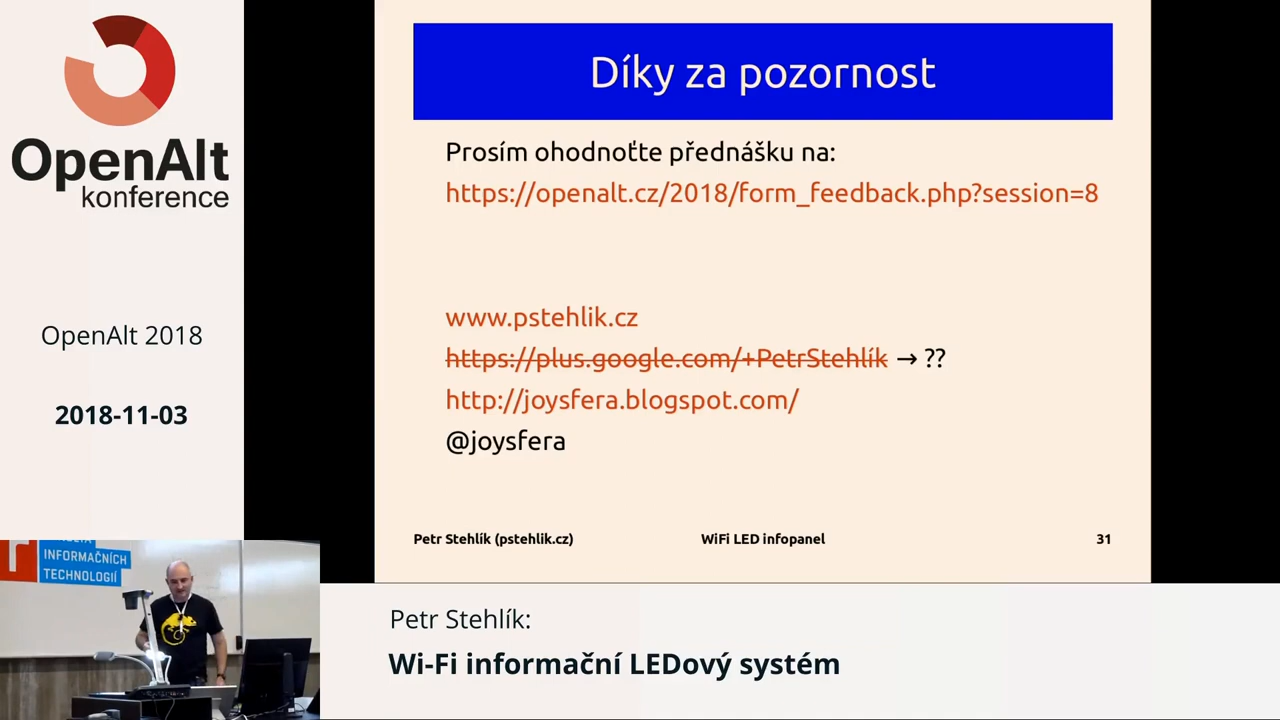 OpenAlt
konference
OpenAlt 2018
2018-11-03
Díky za pozornost
Prosím ohodnoťte přednášku na:
https://openalt.cz/2018/form_feedback.php?session=8
www.pstehlik.cz
https://plus.google.com/+PetrStehlík → ??
http://joysfera.blogspot.com/
@joysfera
Petr Stehlík (pstehlik.cz) WiFi LED infopanel 31
INFORMAČNÍCH
TECHNOLOGIÍ
Petr Stehlík:
Wi-Fi informační LEDový systém